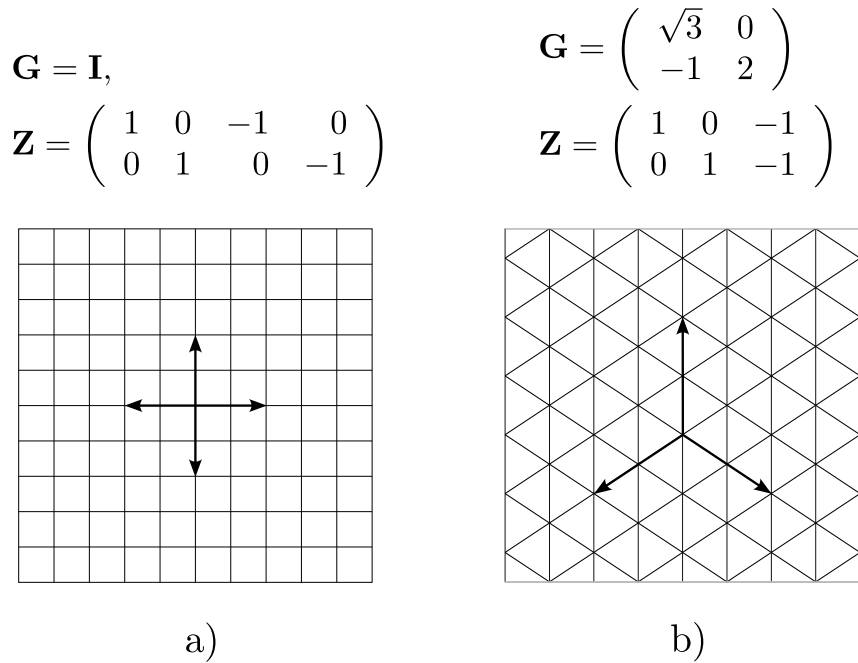 G = I,
Z = ( 1 0 −1 0
0 1 0 −1 )
a)
G = ( √3 0
−1 2 )
Z = ( 1 0 −1
0 1 −1 )
b)